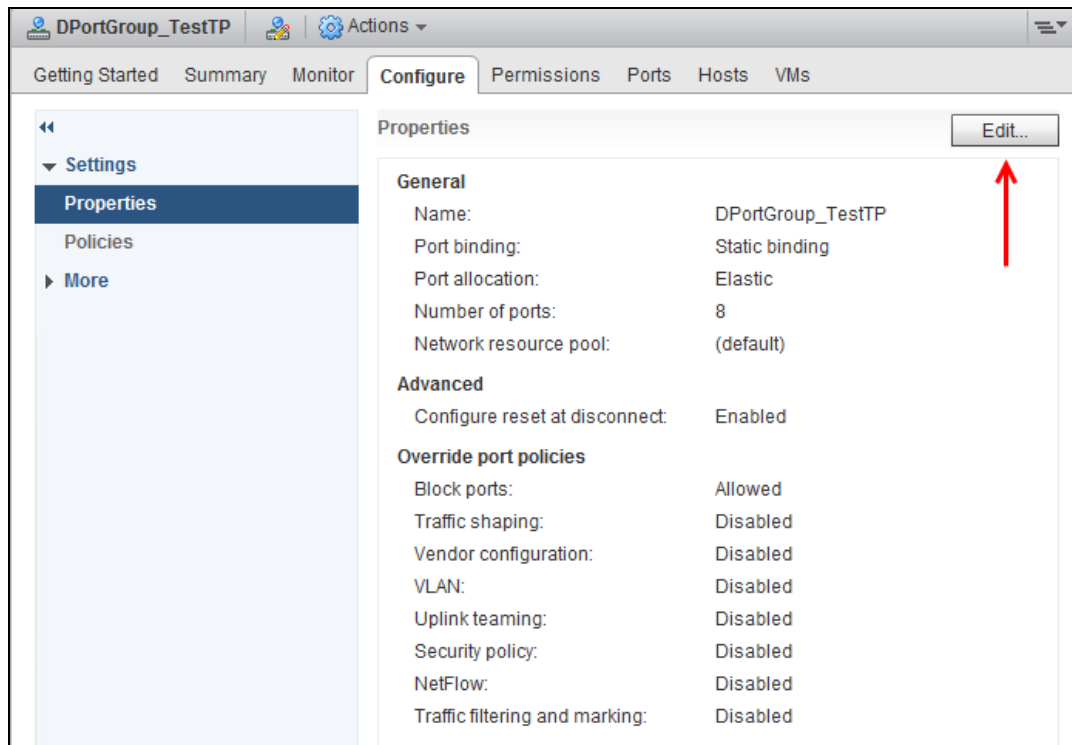 DPortGroup_TestTP Actions
Getting Started Summary Monitor Configure Permissions Ports Hosts VMs
Settings
Properties
Policies
More
Properties Edit...
General
Name: DPortGroup_TestTP
Port binding: Static binding
Port allocation: Elastic
Number of ports: 8
Network resource pool: (default)
Advanced
Configure reset at disconnect: Enabled
Override port policies
Block ports: Allowed
Traffic shaping: Disabled
Vendor configuration: Disabled
VLAN: Disabled
Uplink teaming: Disabled
Security policy: Disabled
NetFlow: Disabled
Traffic filtering and marking: Disabled